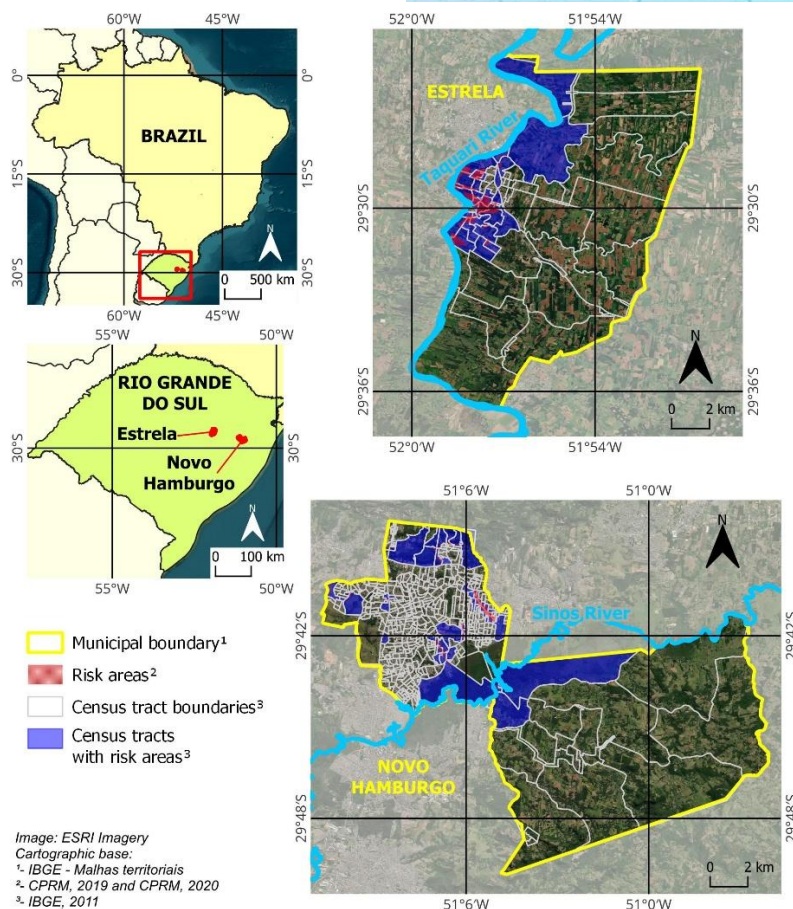 60°W
45°W
0°
0°
BRAZIL
15°S
15°S
N
30°S
30°S
0 500 km
60°W
45°W
55°W
50°W
RIO GRANDE
DO SUL
Estrela
30°S
30°S
Novo
Hamburgo
N
0 100 km
55°W
50°W
52°0'W
51°54'W
ESTRELA
Taquari River
29°30'S
29°30'S
N
29°36'S
29°36'S
0 2 km
52°0'W
51°54'W
51°6'W
51°0'W
N
Sinos River
29°42'S
29°42'S
NOVO
HAMBURGO
29°48'S
29°48'S
0 2 km
51°6'W
51°0'W
Municipal boundary¹
Risk areas²
Census tract boundaries³
Census tracts
with risk areas³
Image: ESRI Imagery
Cartographic base:
¹- IBGE - Malhas territoriais
²- CPRM, 2019 and CPRM, 2020
³- IBGE, 2011